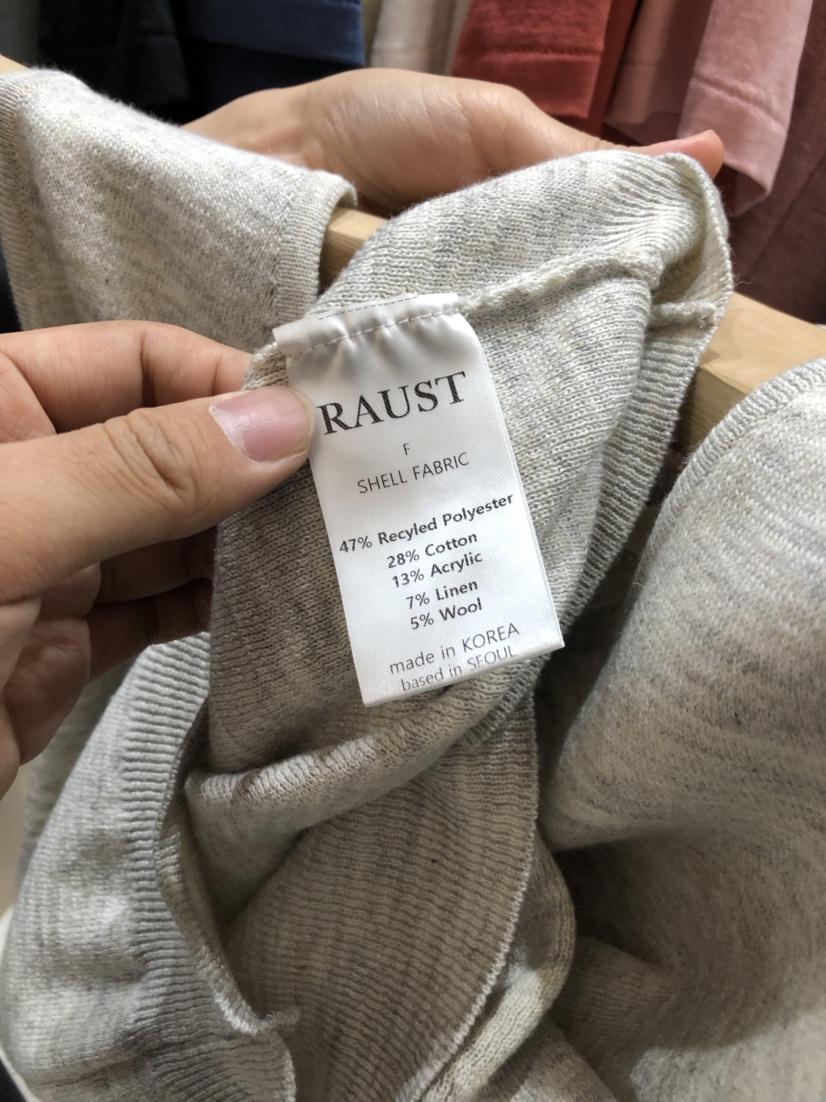 RAUST
F
SHELL FABRIC
47% Recyled Polyester
28% Cotton
13% Acrylic
7% Linen
5% Wool
made in KOREA
based in SEOUL